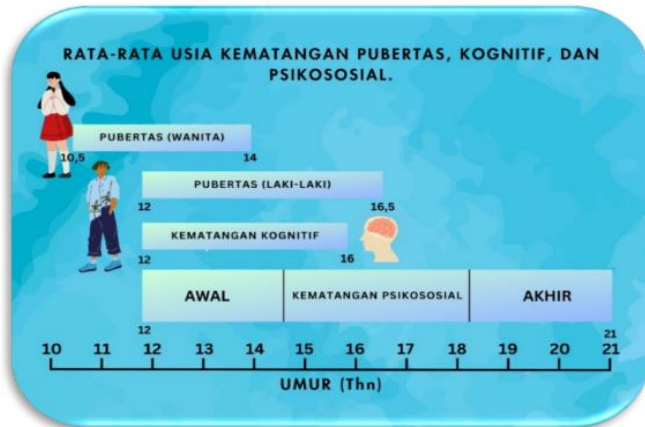 RATA-RATA USIA KEMATANGAN PUBERTAS, KOGNITIF, DAN
PSIKOSOSIAL.
PUBERTAS (WANITA)
10,5 14
PUBERTAS (LAKI-LAKI)
12 16,5
KEMATANGAN KOGNITIF
12 16
AWAL KEMATANGAN PSIKOSOSIAL AKHIR
12 21
10 11 12 13 14 15 16 17 18 19 20 21
UMUR (Thn)